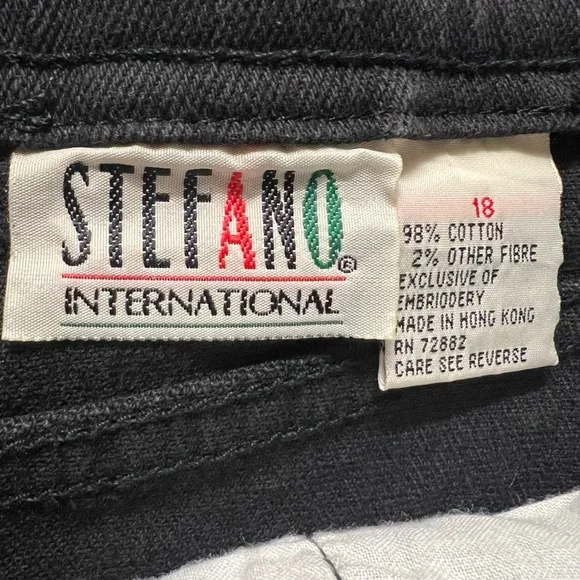 STEFANO®
INTERNATIONAL
18
98% COTTON
2% OTHER FIBRE
EXCLUSIVE OF
EMBRIODERY
MADE IN HONG KONG
RN 72882
CARE SEE REVERSE